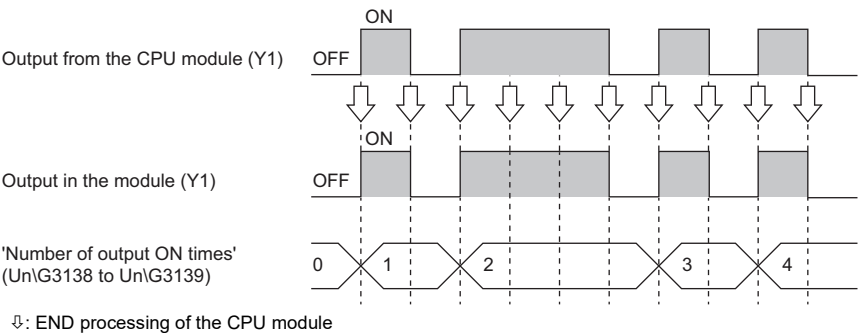 ON
Output from the CPU module (Y1)
OFF
ON
Output in the module (Y1)
OFF
'Number of output ON times'
(Un\G3138 to Un\G3139)
0 1 2 3 4
⇩: END processing of the CPU module